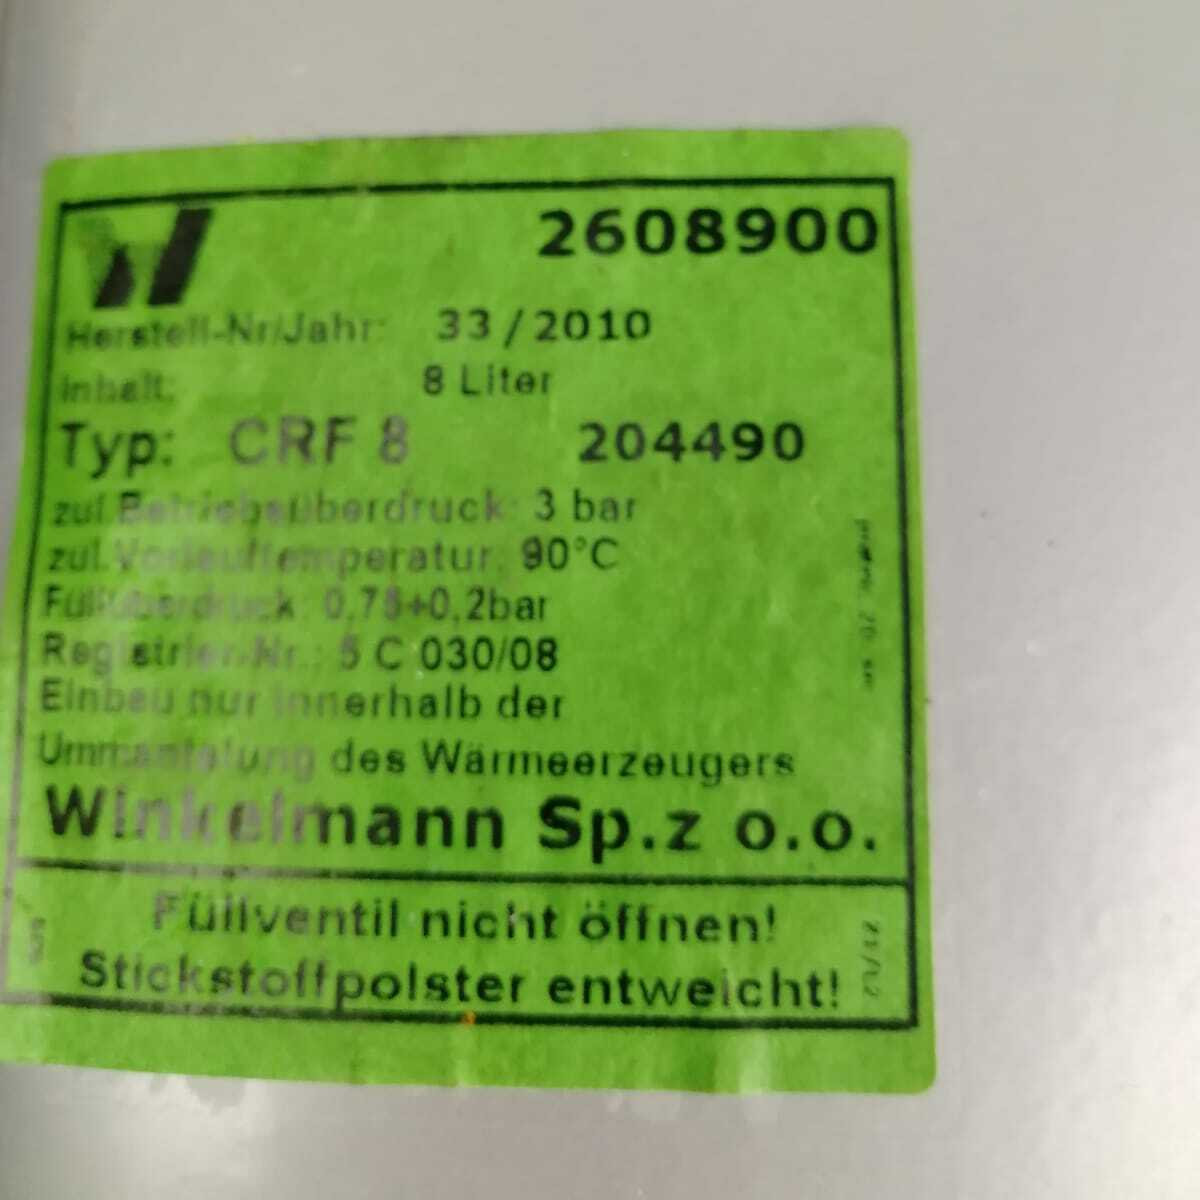 2608900
Herstell-Nr/Jahr: 33/2010
Inhalt: 8 Liter
Typ: CRF 8 204490
zul.Betriebsüberdruck: 3 bar
zul.Vorlauftemperatur: 90°C
Füllüberdruck: 0,75+0,2bar
Registrier-Nr.: 5 C 030/08
Einbau nur innerhalb der
Ummantelung des Wärmeerzeugers
Winkelmann Sp.z o.o.
Füllventil nicht öffnen!
Stickstoffpolster entweicht!